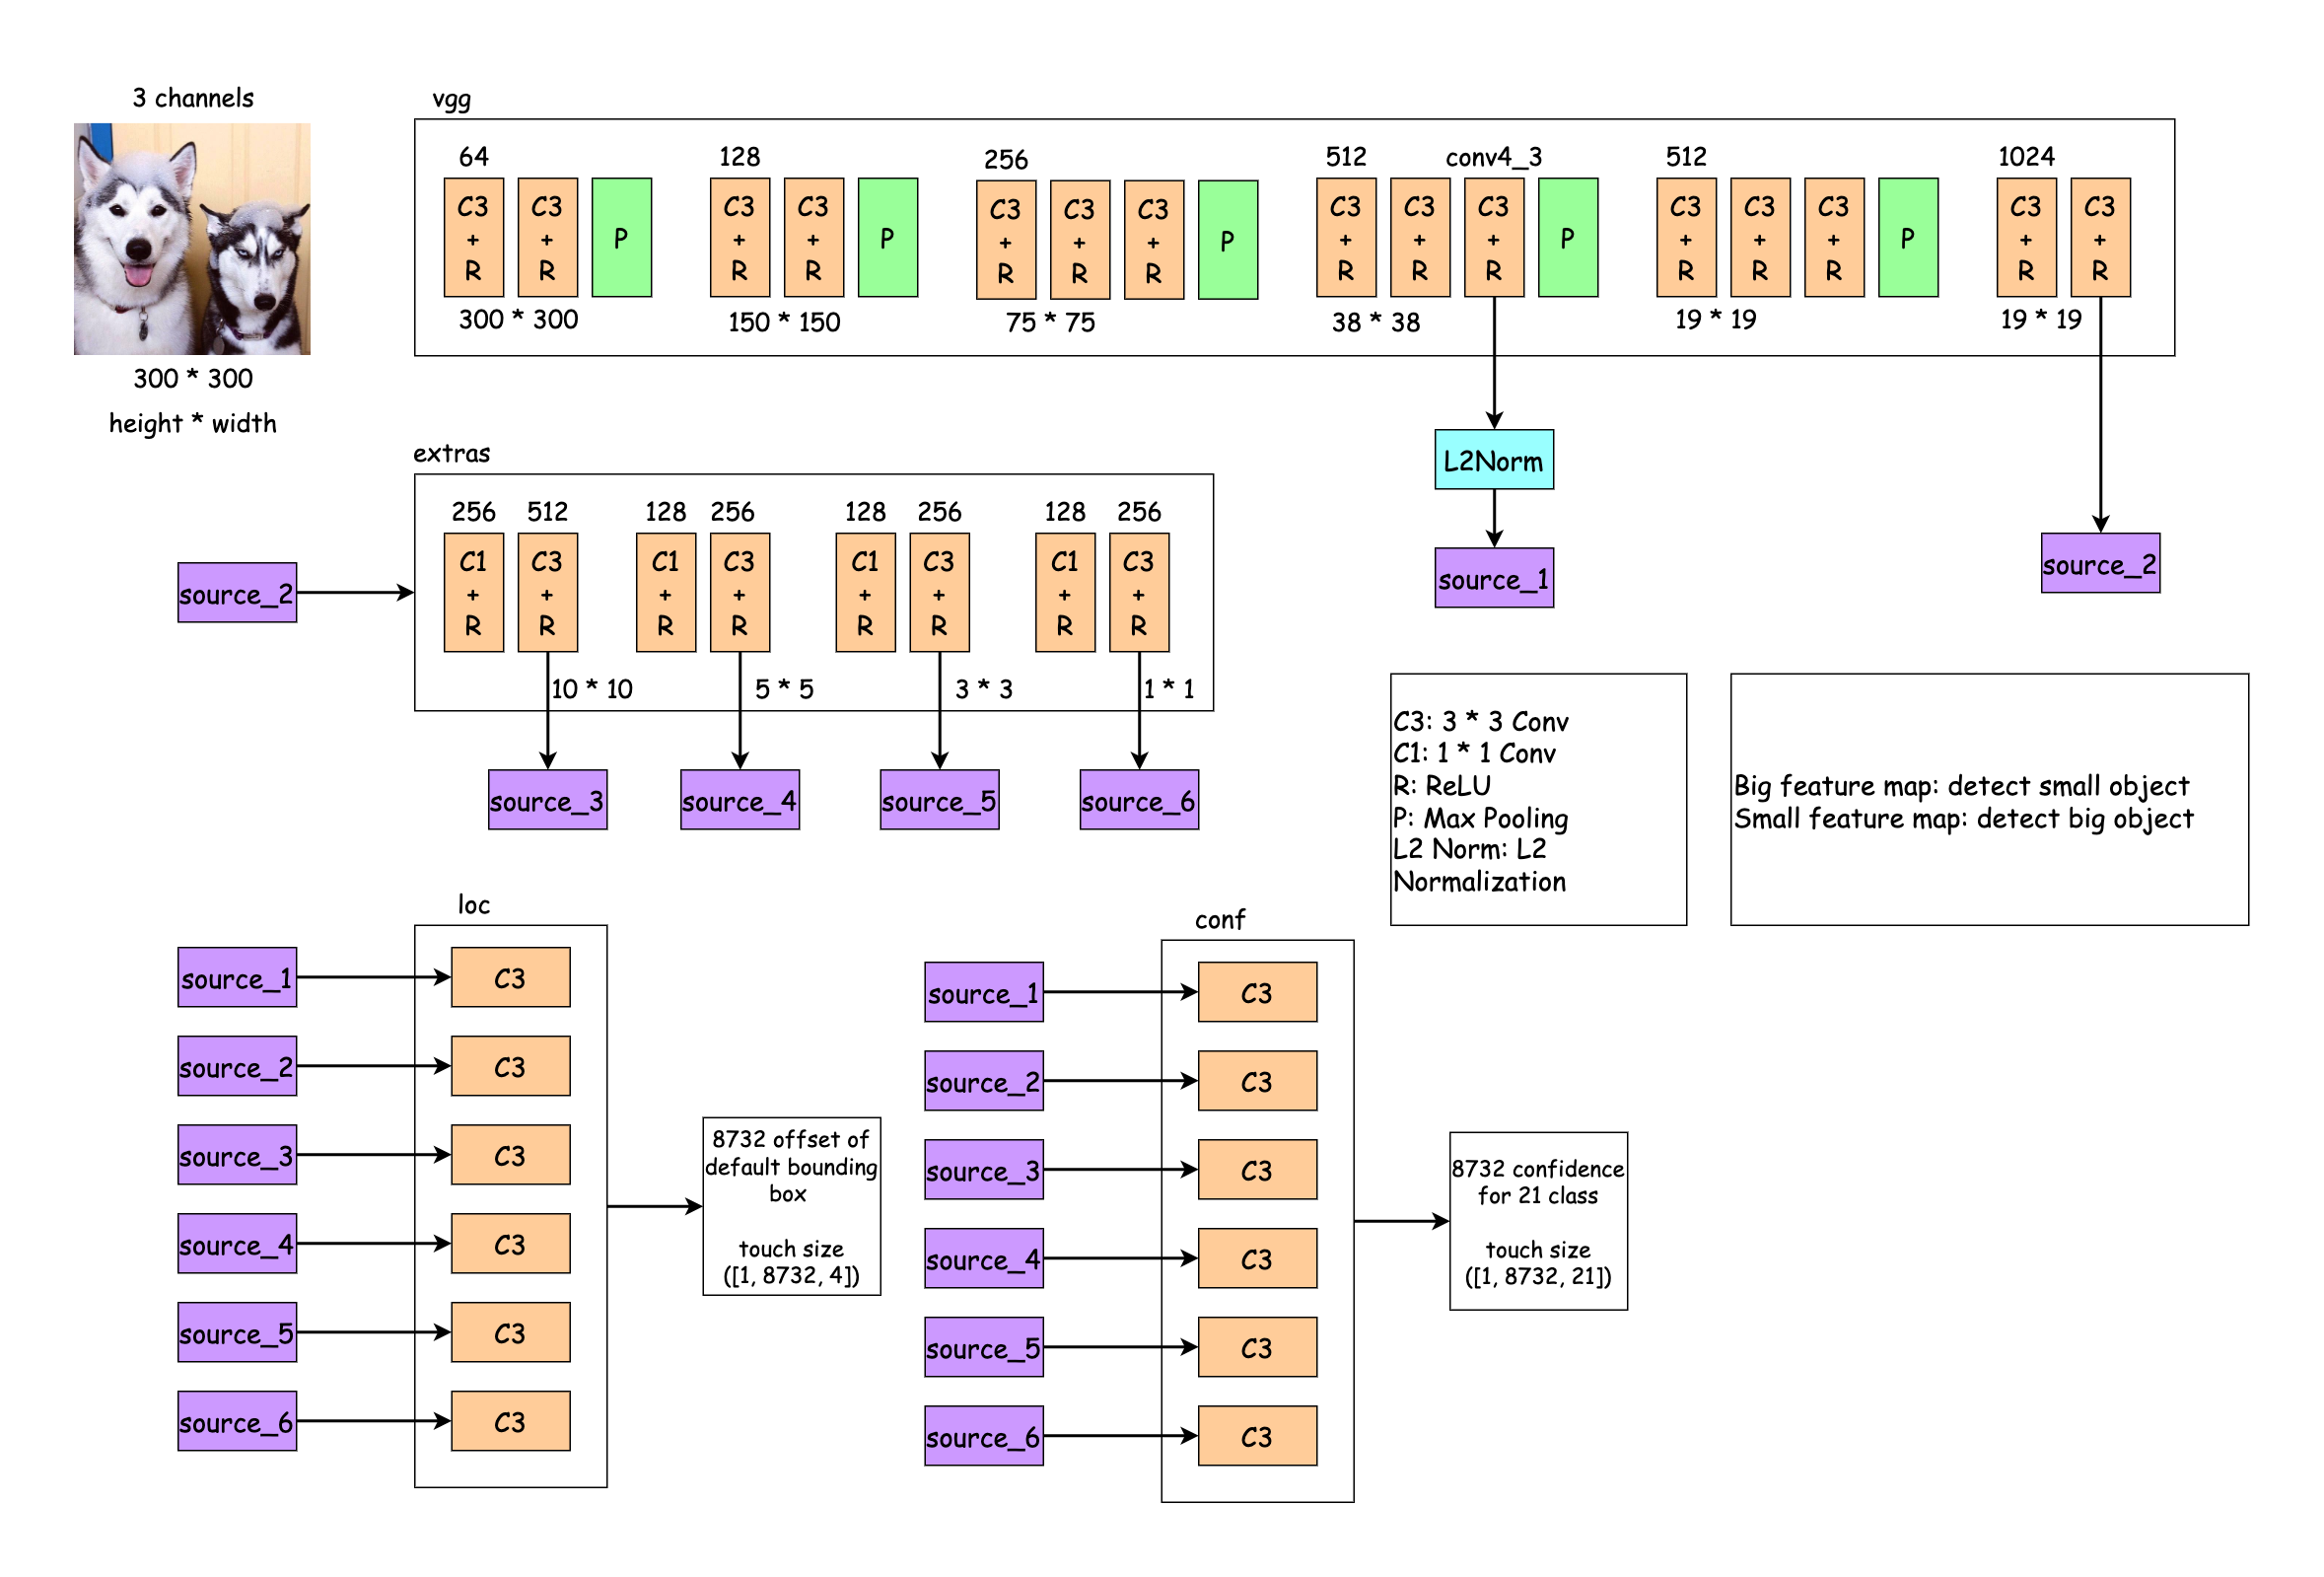 3 channels
300 * 300
height * width
vgg
64
128
256
512
conv4_3
512
1024
C3
+
R
C3
+
R
P
C3
+
R
C3
+
R
P
C3
+
R
C3
+
R
C3
+
R
P
C3
+
R
C3
+
R
C3
+
R
P
C3
+
R
C3
+
R
C3
+
R
P
C3
+
R
C3
+
R
300 * 300
150 * 150
75 * 75
38 * 38
19 * 19
19 * 19
L2Norm
source_1
source_2
extras
source_2
256
512
128
256
128
256
128
256
C1
+
R
C3
+
R
C1
+
R
C3
+
R
C1
+
R
C3
+
R
C1
+
R
C3
+
R
10 * 10
5 * 5
3 * 3
1 * 1
source_3
source_4
source_5
source_6
C3: 3 * 3 Conv
C1: 1 * 1 Conv
R: ReLU
P: Max Pooling
L2 Norm: L2
Normalization
Big feature map: detect small object
Small feature map: detect big object
loc
source_1
C3
source_2
C3
source_3
C3
source_4
C3
source_5
C3
source_6
C3
8732 offset of
default bounding
box
touch size
([1, 8732, 4])
conf
source_1
C3
source_2
C3
source_3
C3
source_4
C3
source_5
C3
source_6
C3
8732 confidence
for 21 class
touch size
([1, 8732, 21])